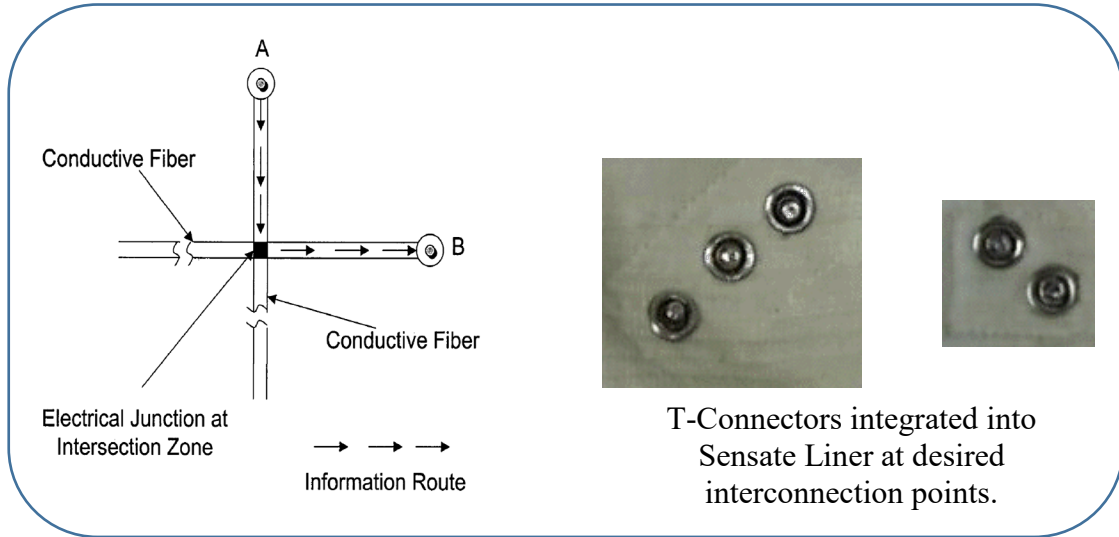 A
Conductive Fiber
B
Conductive Fiber
Electrical Junction at
Intersection Zone
Information Route
T-Connectors integrated into
Sensate Liner at desired
interconnection points.